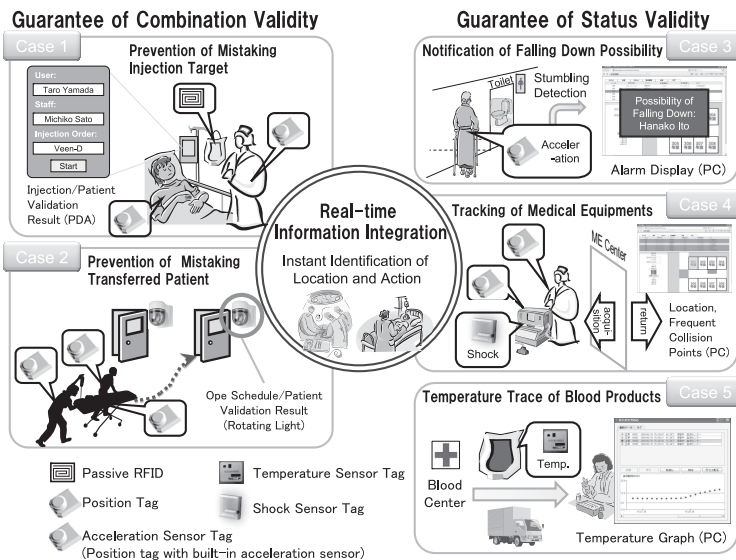 Guarantee of Combination Validity
Case 1
Prevention of Mistaking
Injection Target
User:
Taro Yamada
Staff:
Michiko Sato
Injection Order:
Veen-D
Start
Injection/Patient
Validation
Result (PDA)
Case 2
Prevention of Mistaking
Transferred Patient
Ope Schedule/Patient
Validation Result
(Rotating Light)
Real-time
Information Integration
Instant Identification of
Location and Action
Guarantee of Status Validity
Case 3
Notification of Falling Down Possibility
Toilet
Stumbling
Detection
Acceler
-ation
Possibility of
Falling Down:
Hanako Ito
Alarm Display (PC)
Case 4
Tracking of Medical Equipments
Shock
ME Center
acqui-
sition
return
Location,
Frequent
Collision
Points (PC)
Case 5
Temperature Trace of Blood Products
Blood
Center
Temp.
Temperature Graph (PC)
Passive RFID
Position Tag
Acceleration Sensor Tag
(Position tag with built-in acceleration sensor)
Temperature Sensor Tag
Shock Sensor Tag